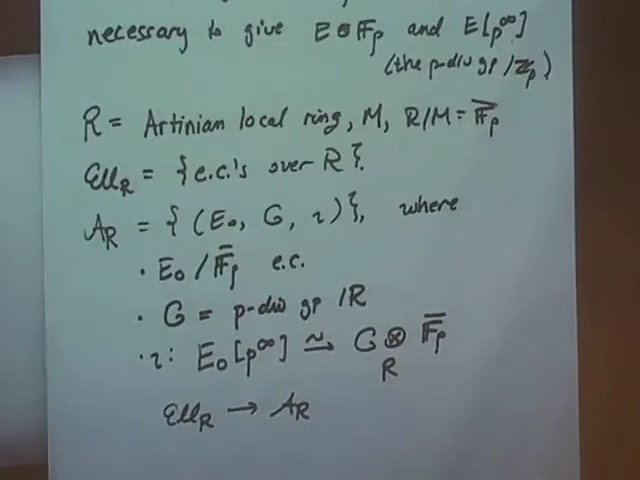 necessary to give E ⊗ 𝔽p and E[p^∞]
(the p-div gp / ℤp)
R = Artinian local ring, M, R/M = 𝔽̄p
Ell_R = { e.c.'s over R }.
A_R = { (E₀, G, ι) }, where
· E₀ / 𝔽̄p e.c.
· G = p-div gp / R
· ι: E₀[p^∞] ⥲ G ⊗ 𝔽̄p
R
Ell_R → A_R